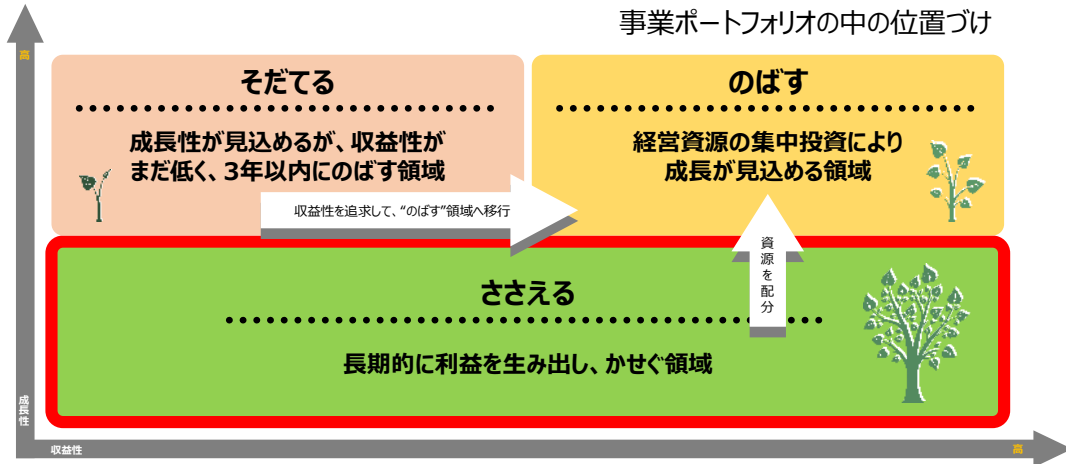 事業ポートフォリオの中の位置づけ
高
そだてる
成長性が見込めるが、収益性が
まだ低く、3年以内にのばす領域
のばす
経営資源の集中投資により
成長が見込める領域
収益性を追求して、“のばす”領域へ移行
資源を配分
ささえる
長期的に利益を生み出し、かせぐ領域
成長性
収益性
高